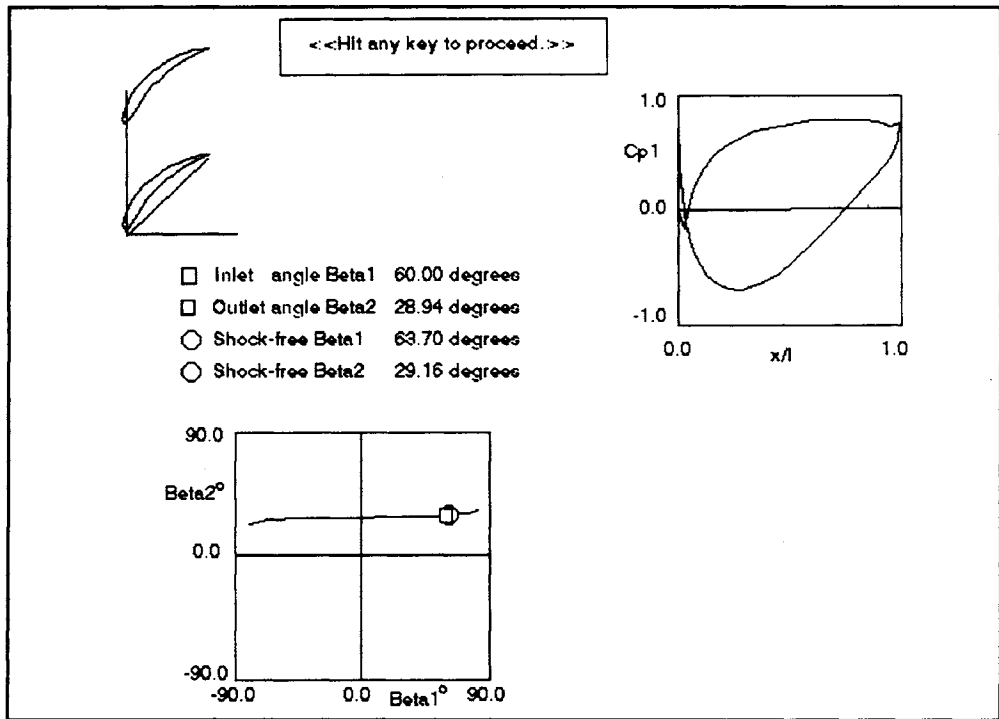 <<Hit any key to proceed.>>
1.0
Cp1
0.0
-1.0
0.0 1.0
x/l
Inlet angle Beta1 60.00 degrees
Outlet angle Beta2 28.94 degrees
Shock-free Beta1 63.70 degrees
Shock-free Beta2 29.16 degrees
90.0
Beta2°
0.0
-90.0
-90.0 0.0 Beta1° 90.0